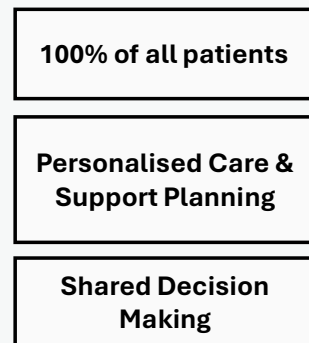 100% of all patients
Personalised Care &
Support Planning
Shared Decision
Making